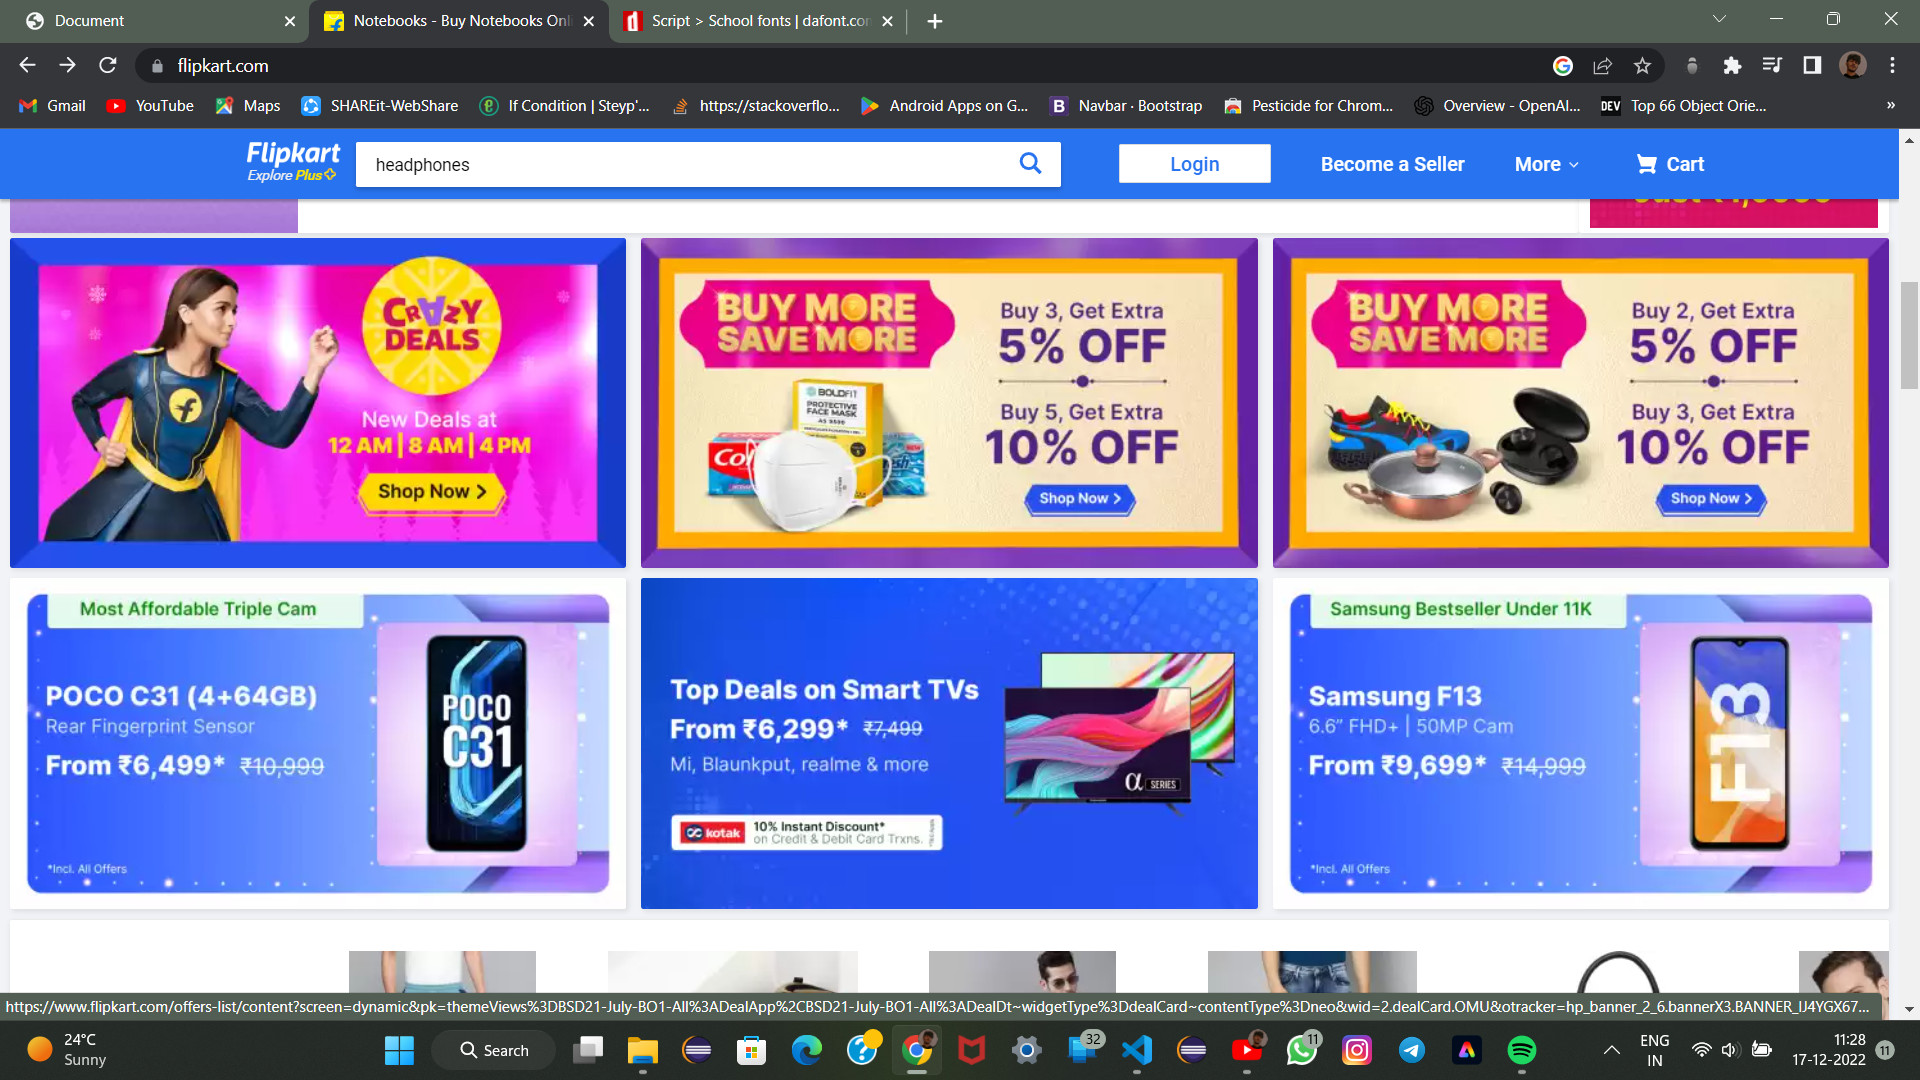 Document
Notebooks - Buy Notebooks Onl
Script > School fonts | dafont.con
flipkart.com
Gmail
YouTube
Maps
SHAREit-WebShare
If Condition | Steyp'...
https://stackoverflo...
Android Apps on G...
Navbar · Bootstrap
Pesticide for Chrom...
Overview - OpenAI...
DEV
Top 66 Object Orie...
»
Flipkart
Explore Plus
headphones
Login
Become a Seller
More
Cart
CRAZY
DEALS
New Deals at
12 AM | 8 AM | 4 PM
Shop Now >
BUY MORE
SAVE MORE
Buy 3, Get Extra
5% OFF
Buy 5, Get Extra
10% OFF
Shop Now >
BOLDFIT
PROTECTIVE
FACE MASK
Col
BUY MORE
SAVE MORE
Buy 2, Get Extra
5% OFF
Buy 3, Get Extra
10% OFF
Shop Now >
Most Affordable Triple Cam
POCO C31 (4+64GB)
Rear Fingerprint Sensor
From ₹6,499* ₹10,999
*Incl. All Offers
POCO
C31
Top Deals on Smart TVs
From ₹6,299* ₹7,499
Mi, Blaunkput, realme & more
kotak
10% Instant Discount*
on Credit & Debit Card Trxns.
α SERIES
Samsung Bestseller Under 11K
Samsung F13
6.6” FHD+ | 50MP Cam
From ₹9,699* ₹14,999
*Incl. All Offers
F13
https://www.flipkart.com/offers-list/content?screen=dynamic&pk=themeViews%3DBSD21-July-BO1-All%3ADealApp%2CBSD21-July-BO1-All%3ADealDt~widgetType%3DdealCard~contentType%3Dneo&wid=2.dealCard.OMU&otracker=hp_banner_2_6.bannerX3.BANNER_IJ4YGX67...
24°C
Sunny
Search
32
11
ENG
IN
11:28
17-12-2022
11